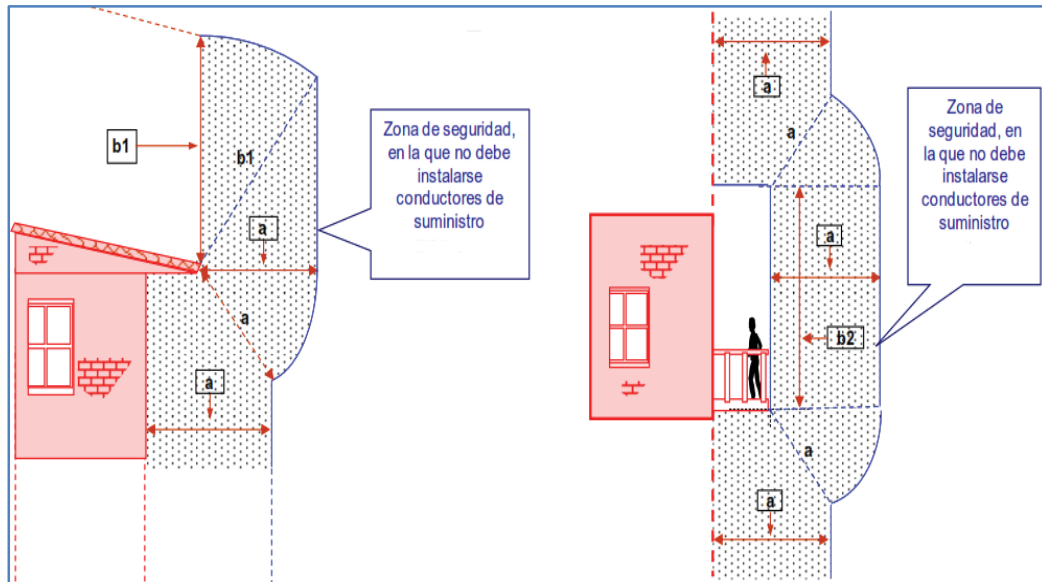 b1
b1
a
a
a
Zona de seguridad,
en la que no debe
instalarse
conductores de
suministro
a
a
a
b2
a
a
Zona de
seguridad, en
la que no debe
instalarse
conductores de
suministro